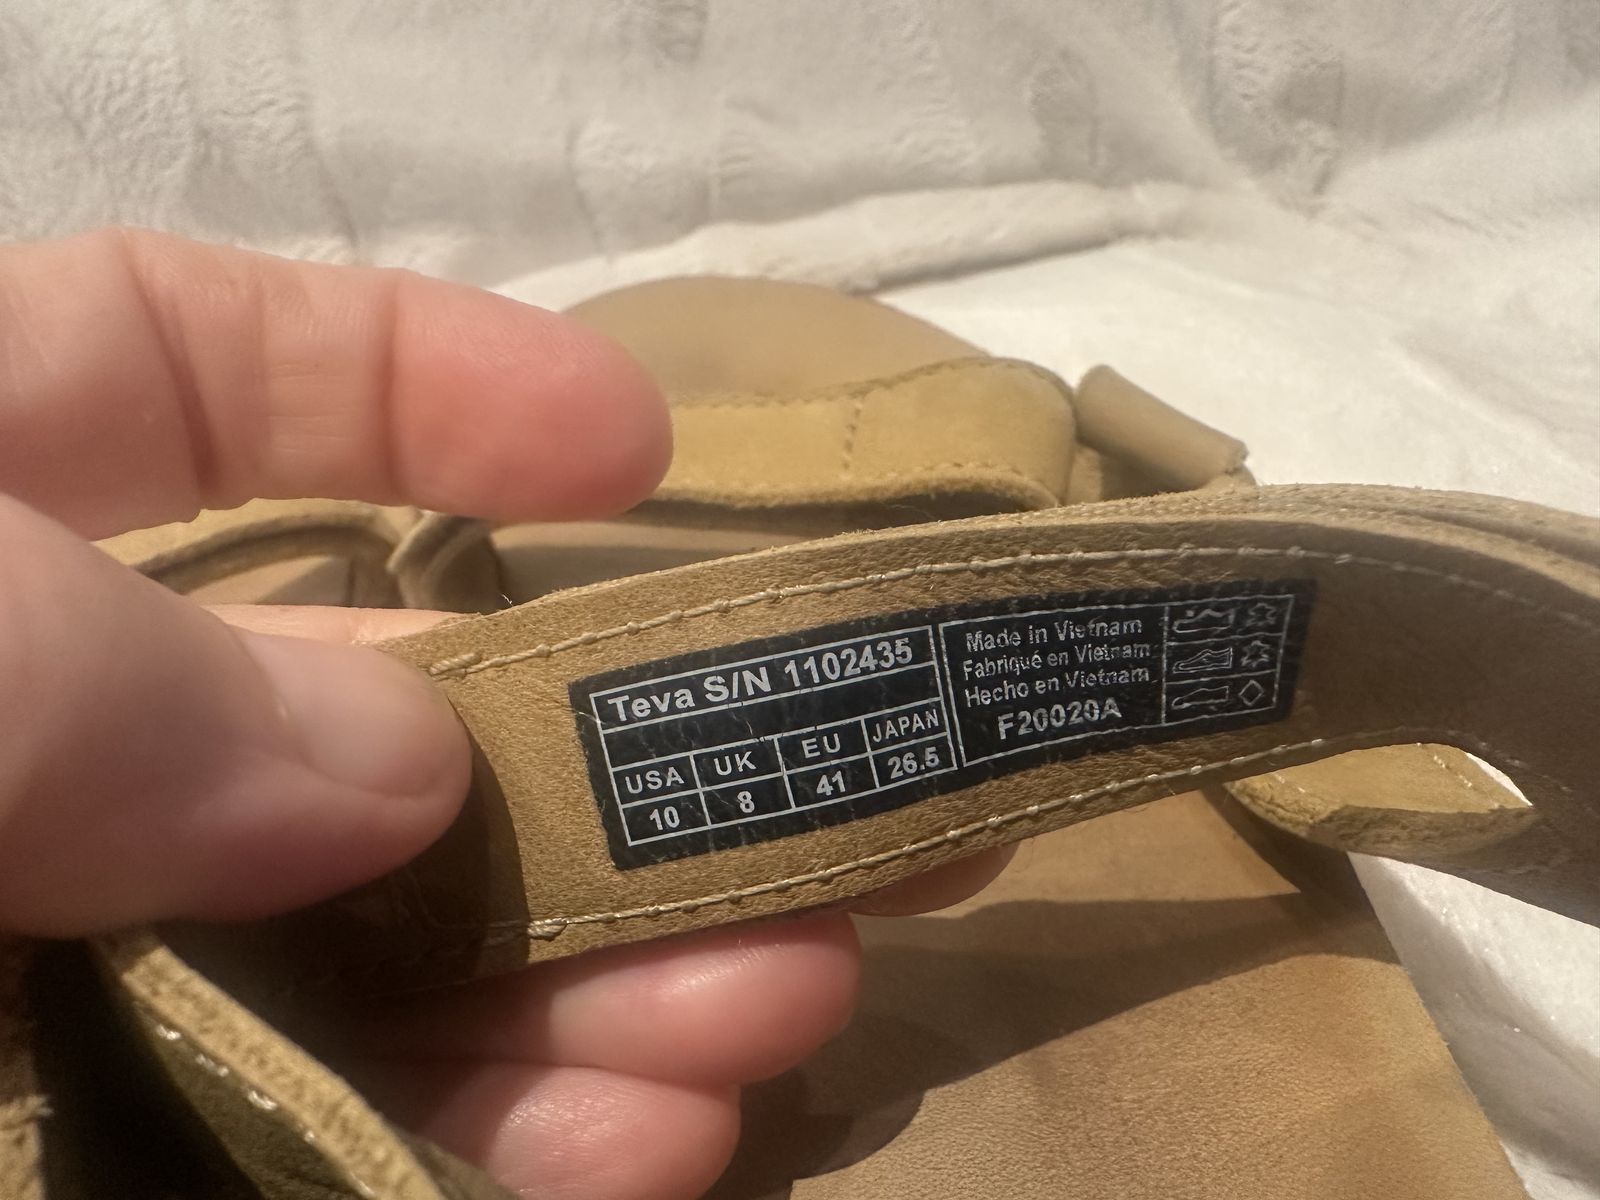 Teva S/N 1102435
USA UK EU JAPAN
10 8 41 26.5
Made in Vietnam
Fabriqué en Vietnam
Hecho en Vietnam
F20020A